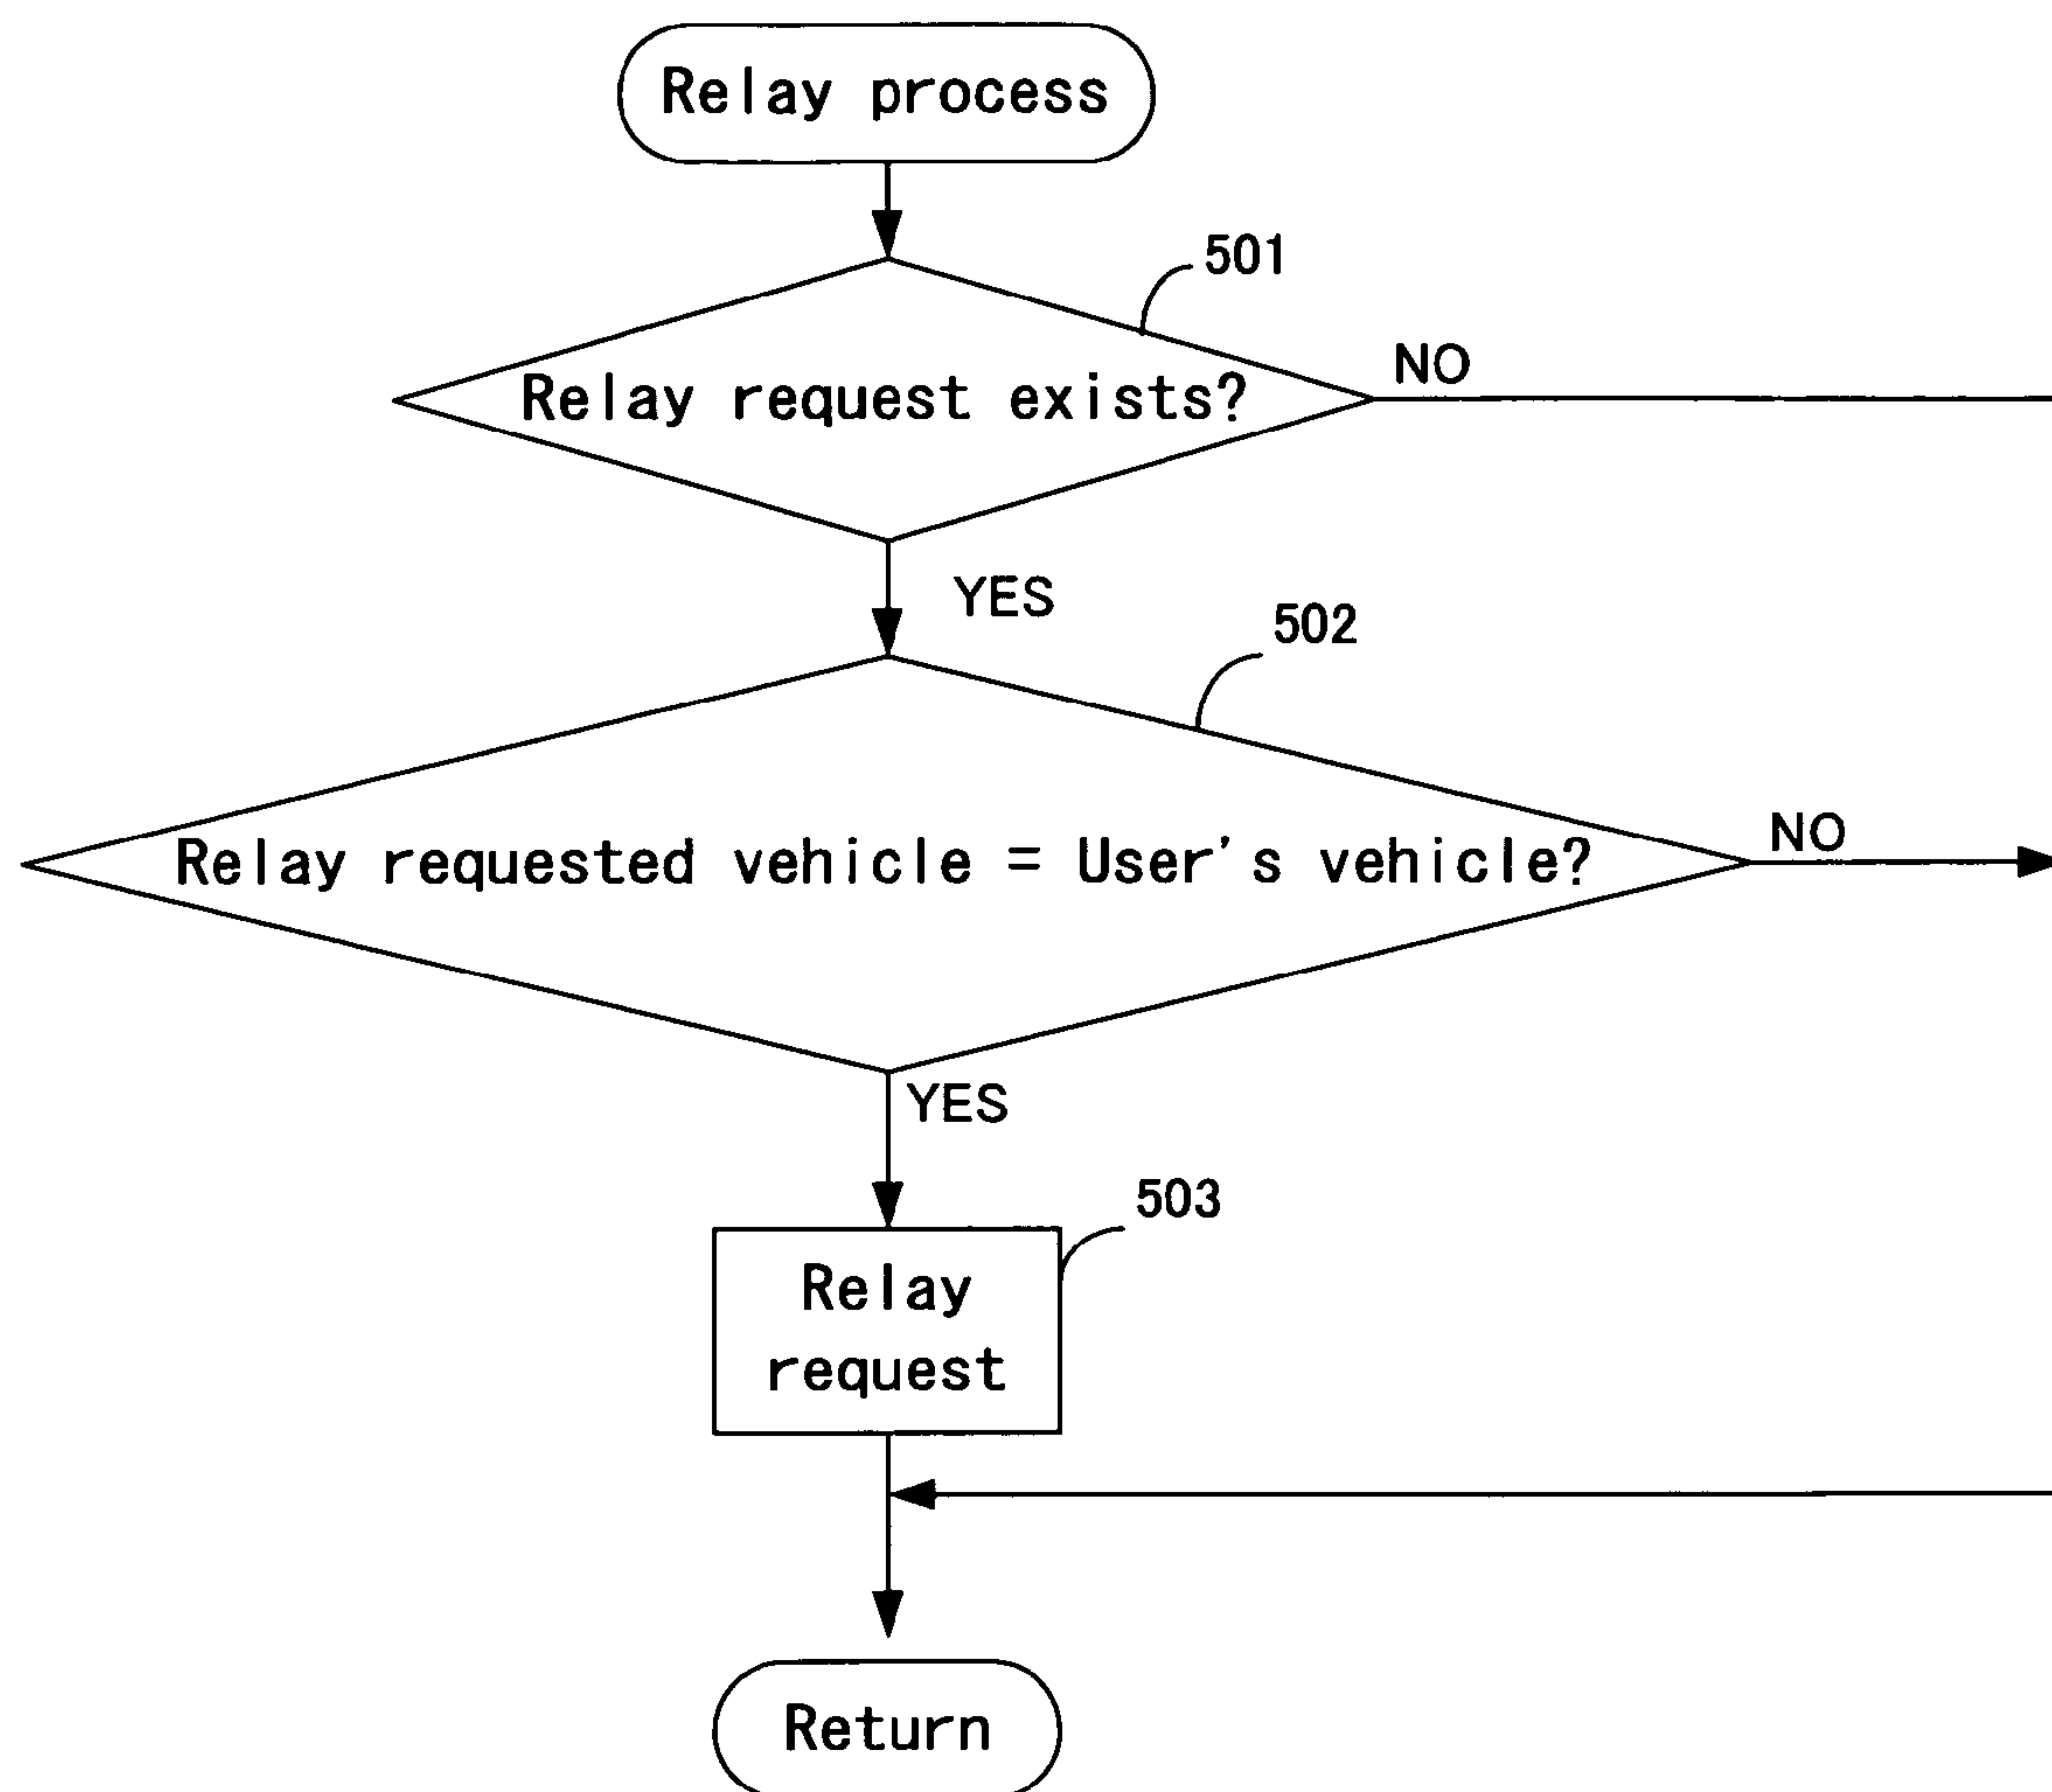 Relay process
501
Relay request exists?
NO
YES
502
Relay requested vehicle = User's vehicle?
NO
YES
503
Relay
request
Return